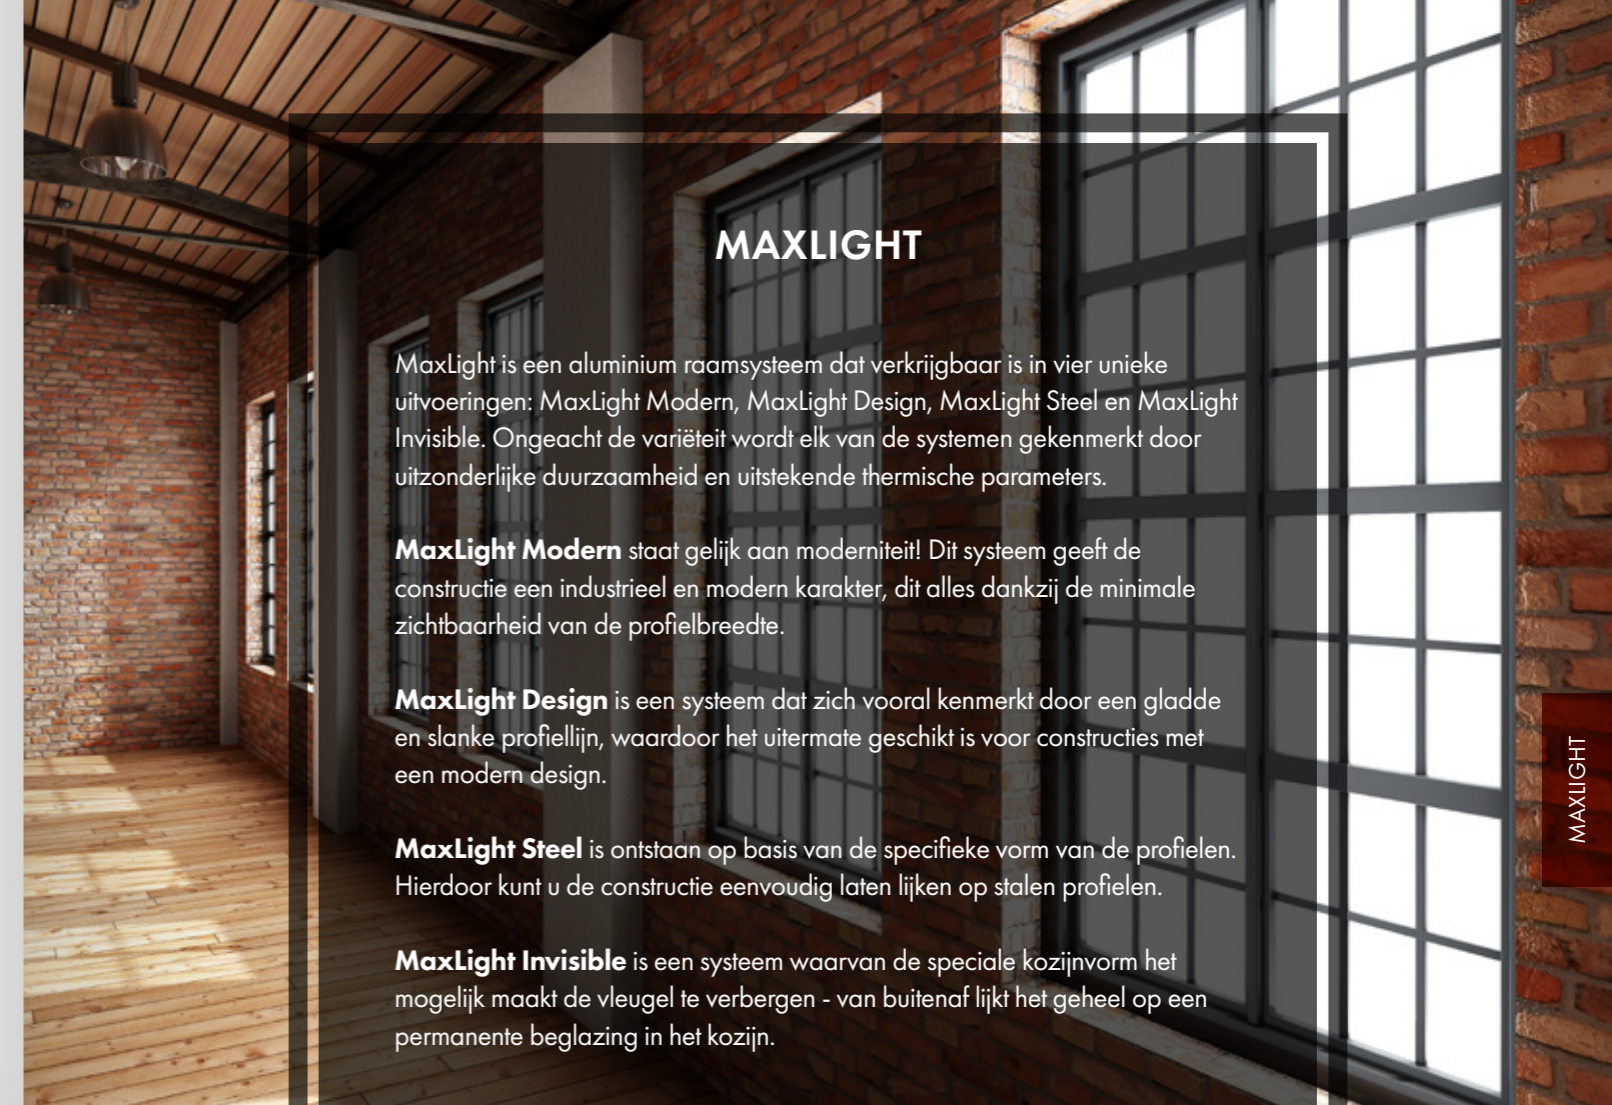 MAXLIGHT
MaxLight is een aluminium raamsysteem dat verkrijgbaar is in vier unieke
uitvoeringen: MaxLight Modern, MaxLight Design, MaxLight Steel en MaxLight
Invisible. Ongeacht de variëteit wordt elk van de systemen gekenmerkt door
uitzonderlijke duurzaamheid en uitstekende thermische parameters.
MaxLight Modern staat gelijk aan moderniteit! Dit systeem geeft de
constructie een industrieel en modern karakter, dit alles dankzij de minimale
zichtbaarheid van de profielbreedte.
MaxLight Design is een systeem dat zich vooral kenmerkt door een gladde
en slanke profiellijn, waardoor het uitermate geschikt is voor constructies met
een modern design.
MaxLight Steel is ontstaan op basis van de specifieke vorm van de profielen.
Hierdoor kunt u de constructie eenvoudig laten lijken op stalen profielen.
MaxLight Invisible is een systeem waarvan de speciale kozijnvorm het
mogelijk maakt de vleugel te verbergen - van buitenaf lijkt het geheel op een
permanente beglazing in het kozijn.
MAXLIGHT